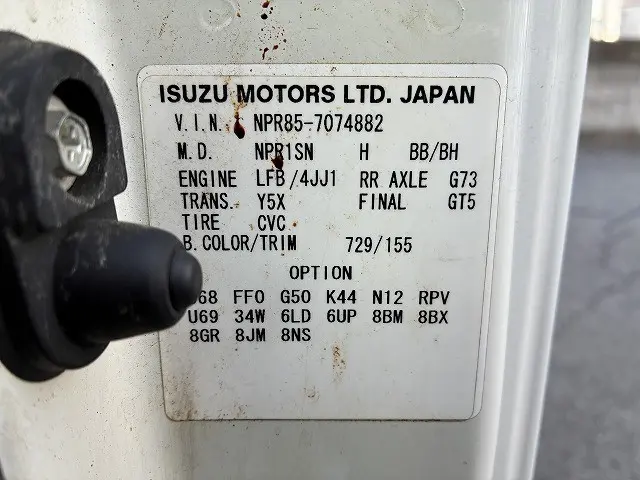 ISUZU MOTORS LTD. JAPAN
V.I.N. NPR85-7074882
M.D. NPR1SN H BB/BH
ENGINE LFB/4JJ1 RR AXLE G73
TRANS. Y5X FINAL GT5
TIRE CVC
B.COLOR/TRIM 729/155
OPTION
FF0 G50 K44 N12 RPV
U69 34W 6LD 6UP 8BM 8BX
8GR 8JM 8NS